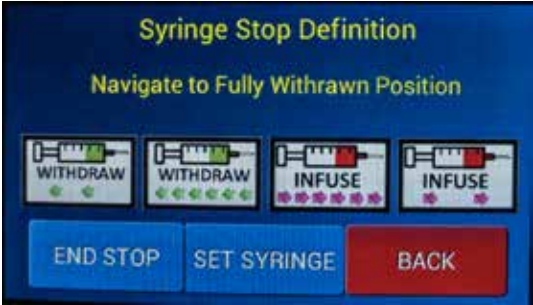 Syringe Stop Definition
Navigate to Fully Withrawn Position
WITHDRAW WITHDRAW INFUSE INFUSE
END STOP SET SYRINGE BACK